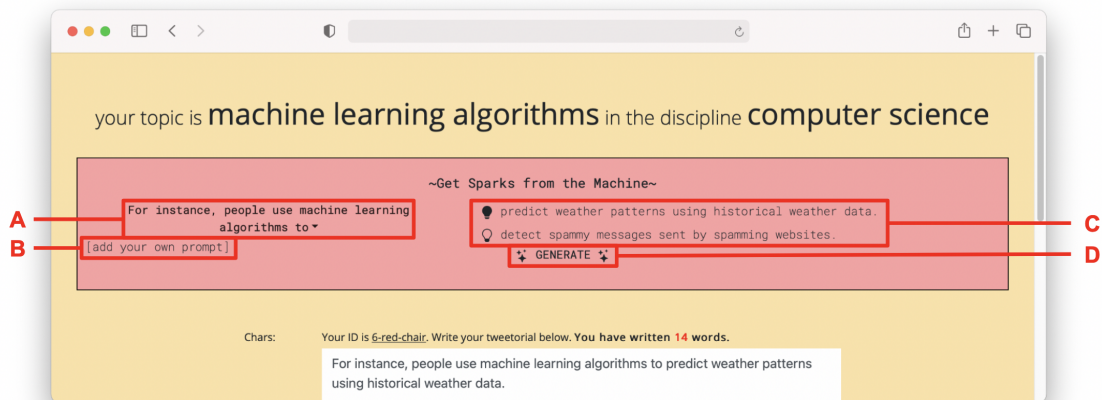 your topic is machine learning algorithms in the discipline computer science
~Get Sparks from the Machine~
A
For instance, people use machine learning
algorithms to
B
[add your own prompt]
predict weather patterns using historical weather data.
C
detect spammy messages sent by spamming websites.
GENERATE
D
Chars:
Your ID is 6-red-chair. Write your tweetorial below. You have written 14 words.
For instance, people use machine learning algorithms to predict weather patterns
using historical weather data.